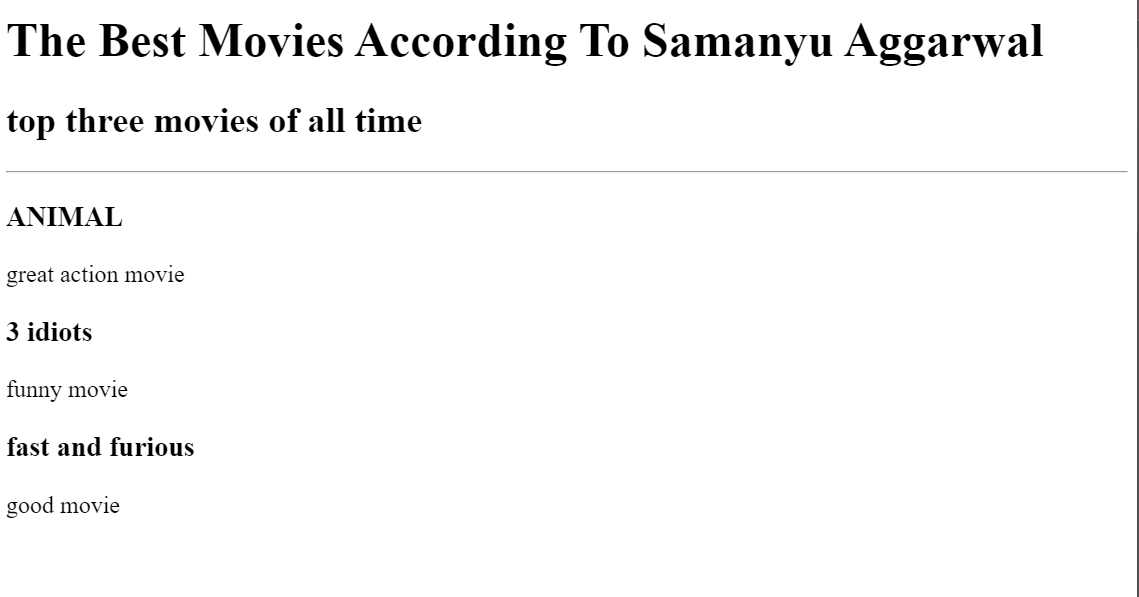 The Best Movies According To Samanyu Aggarwal
top three movies of all time
ANIMAL
great action movie
3 idiots
funny movie
fast and furious
good movie